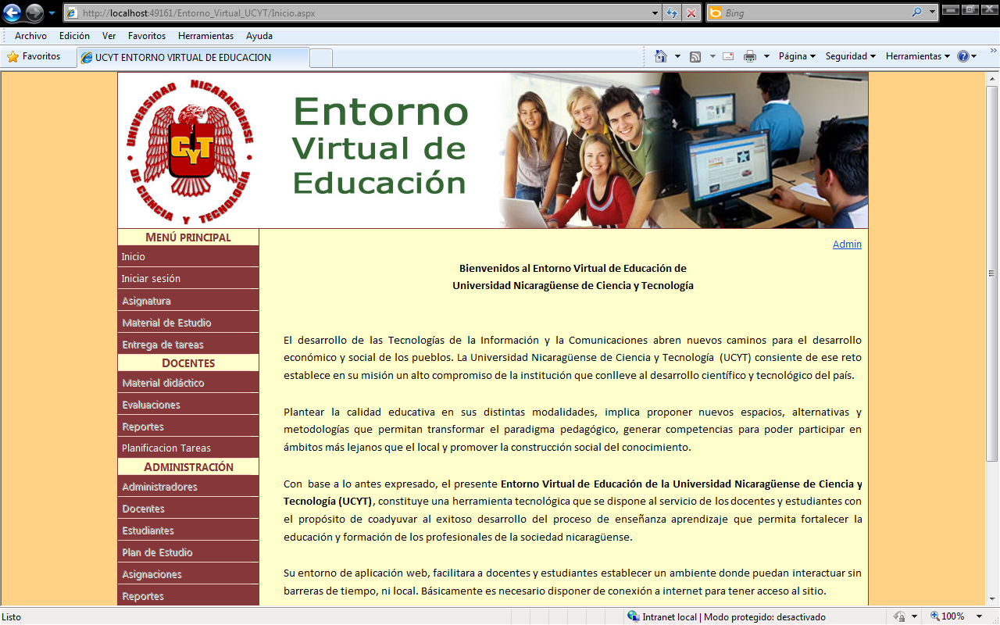 http://localhost:49161/Entorno_Virtual_UCYT/Inicio.aspx
Bing
Archivo Edición Ver Favoritos Herramientas Ayuda
Favoritos
UCYT ENTORNO VIRTUAL DE EDUCACION
Página Seguridad Herramientas
UNIVERSIDAD NICARAGÜENSE
DE CIENCIA Y TECNOLOGÍA
CYT
Entorno
Virtual de
Educación
MENÚ PRINCIPAL
Inicio
Iniciar sesión
Asignatura
Material de Estudio
Entrega de tareas
DOCENTES
Material didáctico
Evaluaciones
Reportes
Planificacion Tareas
ADMINISTRACIÓN
Administradores
Docentes
Estudiantes
Plan de Estudio
Asignaciones
Reportes
Admin
Bienvenidos al Entorno Virtual de Educación de
Universidad Nicaragüense de Ciencia y Tecnología
El desarrollo de las Tecnologías de la Información y la Comunicaciones abren nuevos caminos para el desarrollo
económico y social de los pueblos. La Universidad Nicaragüense de Ciencia y Tecnología (UCYT) consiente de ese reto
establece en su misión un alto compromiso de la institución que conlleve al desarrollo científico y tecnológico del país.
Plantear la calidad educativa en sus distintas modalidades, implica proponer nuevos espacios, alternativas y
metodologías que permitan transformar el paradigma pedagógico, generar competencias para poder participar en
ámbitos más lejanos que el local y promover la construcción social del conocimiento.
Con base a lo antes expresado, el presente Entorno Virtual de Educación de la Universidad Nicaragüense de Ciencia y
Tecnología (UCYT), constituye una herramienta tecnológica que se dispone al servicio de los docentes y estudiantes con
el propósito de coadyuvar al exitoso desarrollo del proceso de enseñanza aprendizaje que permita fortalecer la
educación y formación de los profesionales de la sociedad nicaragüense.
Su entorno de aplicación web, facilitara a docentes y estudiantes establecer un ambiente donde puedan interactuar sin
barreras de tiempo, ni local. Básicamente es necesario disponer de conexión a internet para tener acceso al sitio.
Listo
Intranet local | Modo protegido: desactivado
100%